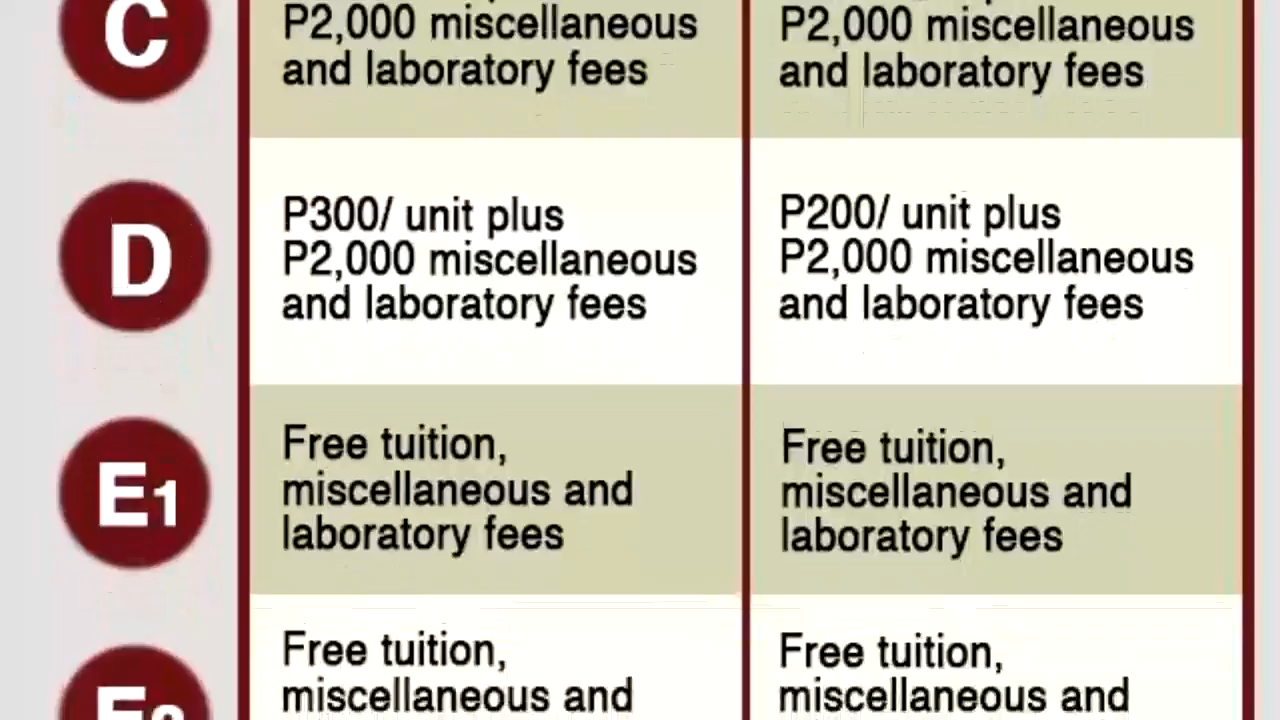 C
P2,000 miscellaneous
and laboratory fees
P2,000 miscellaneous
and laboratory fees
D
P300/ unit plus
P2,000 miscellaneous
and laboratory fees
P200/ unit plus
P2,000 miscellaneous
and laboratory fees
E1
Free tuition,
miscellaneous and
laboratory fees
Free tuition,
miscellaneous and
laboratory fees
E2
Free tuition,
miscellaneous and
Free tuition,
miscellaneous and